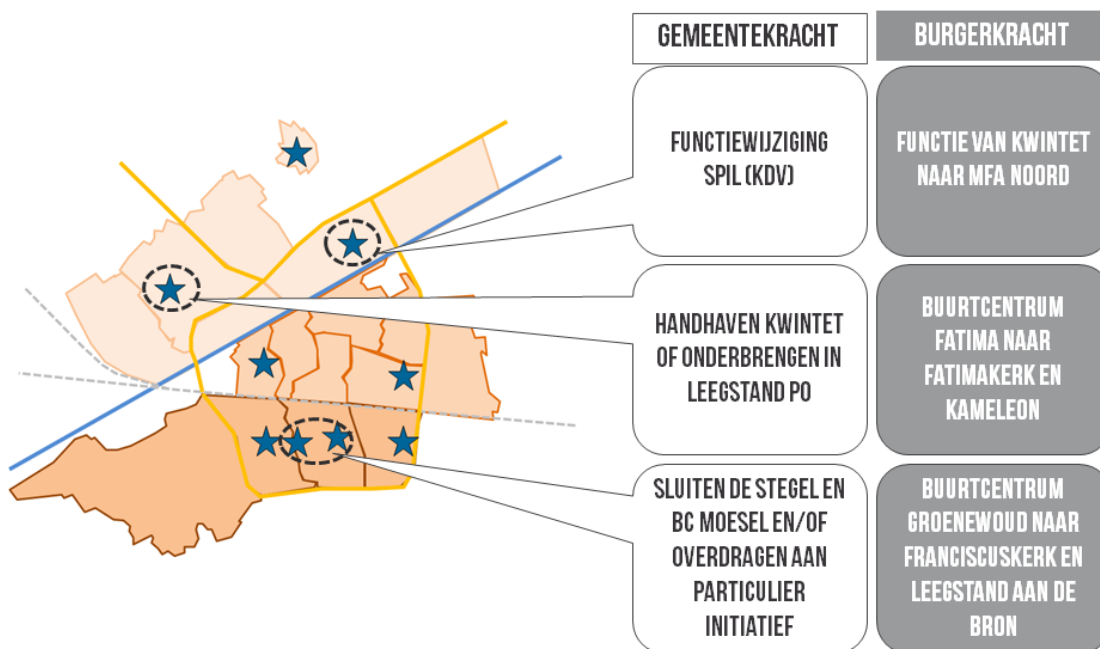 GEMEENTEKRACHT
BURGERKRACHT
FUNCTIEWIJZIGING
SPIL (KDV)
FUNCTIE VAN KWINTET
NAAR MFA NOORD
HANDHAVEN KWINTET
OF ONDERBRENGEN IN
LEEGSTAND PO
BUURTCENTRUM
FATIMA NAAR
FATIMAKERK EN
KAMELEON
SLUITEN DE STEGEL EN
BC MOESEL EN/OF
OVERDRAGEN AAN
PARTICULIER
INITIATIEF
BUURTCENTRUM
GROENEWOUD NAAR
FRANCISCUSKERK EN
LEEGSTAND AAN DE
BRON